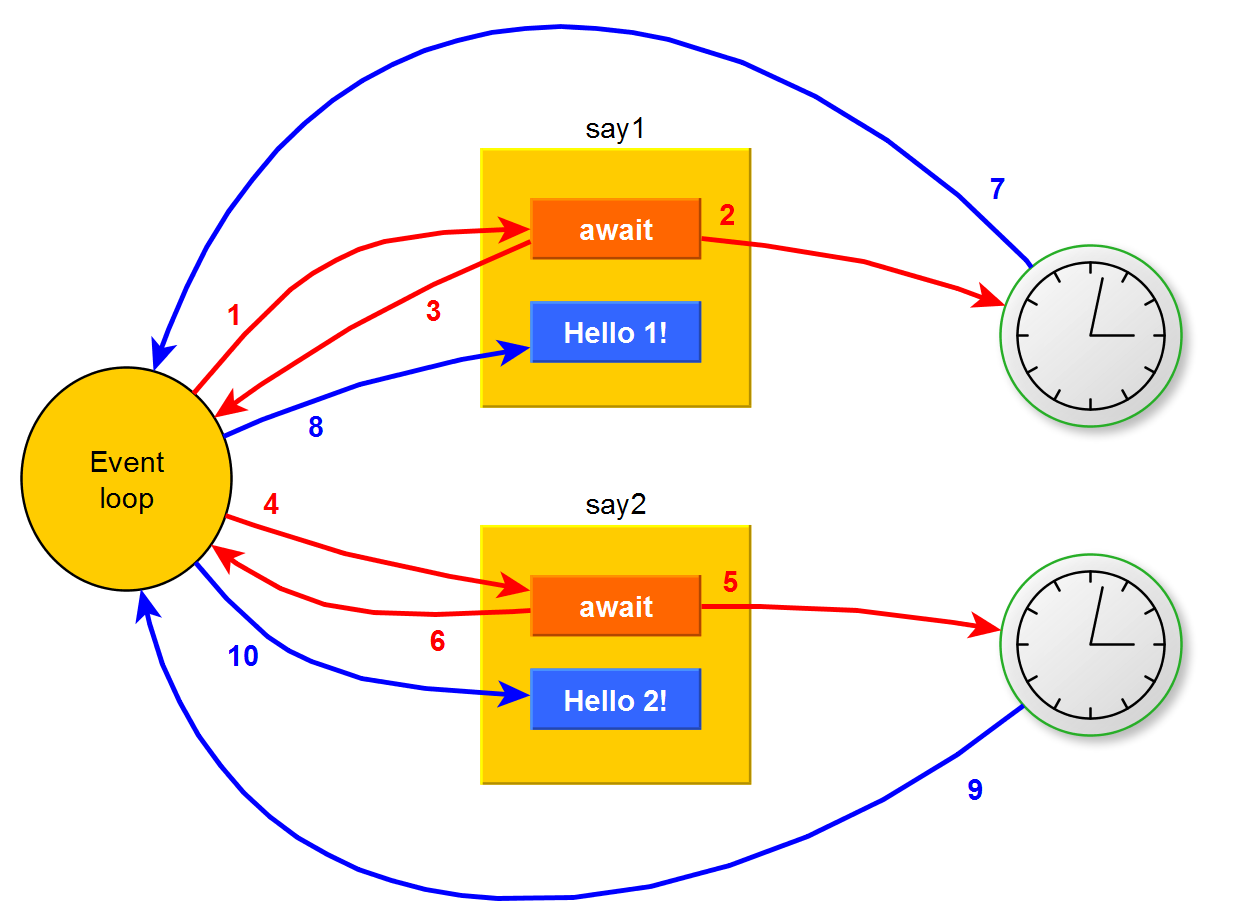 say1
7
await
2
1
3
Hello 1!
8
Event
loop
4
say2
5
await
6
10
Hello 2!
9